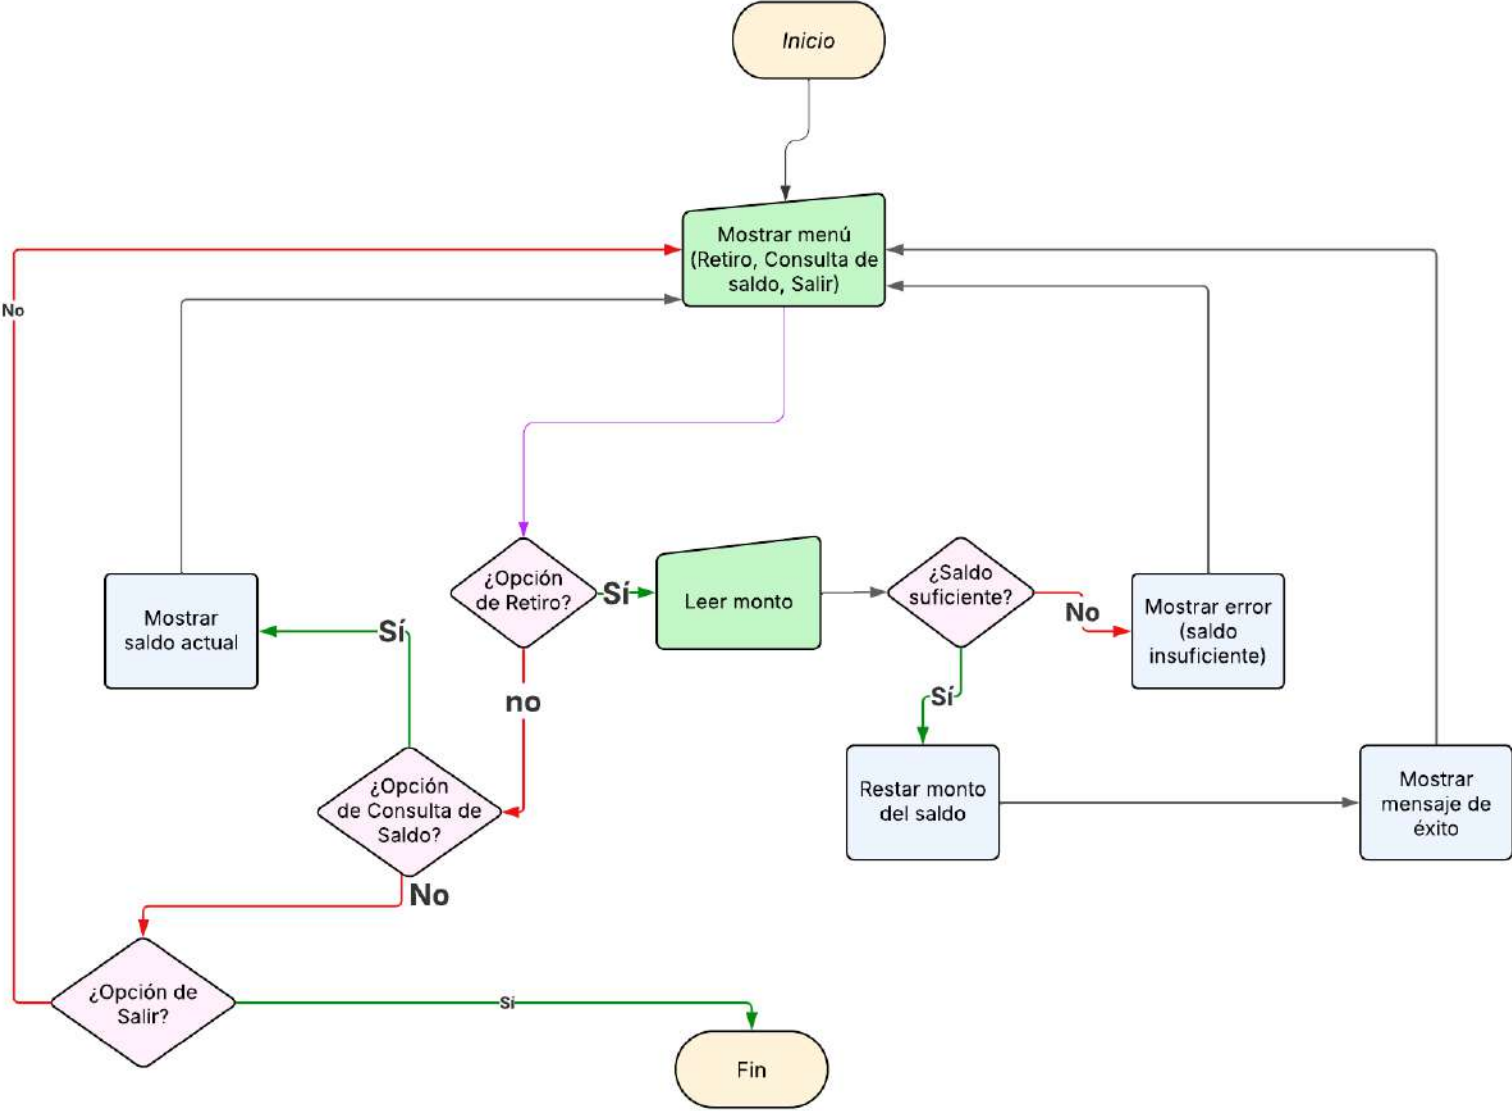 Inicio
Mostrar menú
(Retiro, Consulta de
saldo, Salir)
No
¿Opción
de Retiro?
Sí
Leer monto
¿Saldo
suficiente?
No
Mostrar error
(saldo
insuficiente)
Mostrar
saldo actual
Sí
no
Sí
¿Opción
de Consulta de
Saldo?
Restar monto
del saldo
Mostrar
mensaje de
éxito
No
¿Opción de
Salir?
Sí
Fin